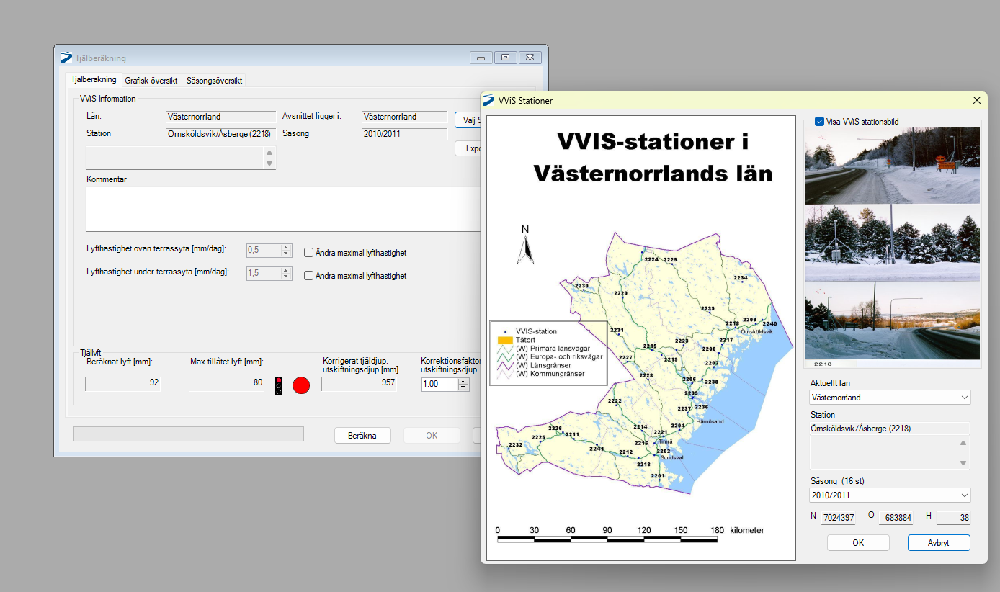 Tjälberäkning
Tjälberäkning
Grafisk översikt
Säsongsöversikt
VViS Information
Län:
Västernorrland
Avsnittet ligger i:
Västernorrland
Välj S
Station
Örnsköldsvik/Åsberge (2218)
Säsong
2010/2011
Expo
Kommentar
Lyfthastighet ovan terrassyta [mm/dag]:
0,5
Ändra maximal lyfthastighet
Lyfthastighet under terrassyta [mm/dag]:
1,5
Ändra maximal lyfthastighet
Tjällyft
Beräknat lyft [mm]:
92
Max tillåtet lyft [mm]:
80
Korrigerat tjäldjup,
utskiftningsdjup [mm]
957
Korrektionsfaktor
utskiftningsdjup
1,00
Beräkna
OK
VViS Stationer
VVIS-stationer i
Västernorrlands län
N
2224
2229
2234
2230
2220
2239
2209
2218
2240
Örnsköldsvik
2231
2223
2217
2215
2208
2227
2219
2207
2228
2206
2238
2235
2222
2237
2236
Härnösand
2226
2214
2204
2211
2221
2225
2216
Timrå
2232
2241
2212
2202
Sundsvall
2213
2201
VVIS-station
Tätort
(W) Primära länsvägar
(W) Europa- och riksvägar
(W) Länsgränser
(W) Kommungränser
0 30 60 90 120 150 180 kilometer
Visa VViS stationsbild
2218
Aktuellt län
Västernorrland
Station
Örnsköldsvik/Åsberge (2218)
Säsong (16 st)
2010/2011
N 7024397 O 683884 H 38
OK
Avbryt